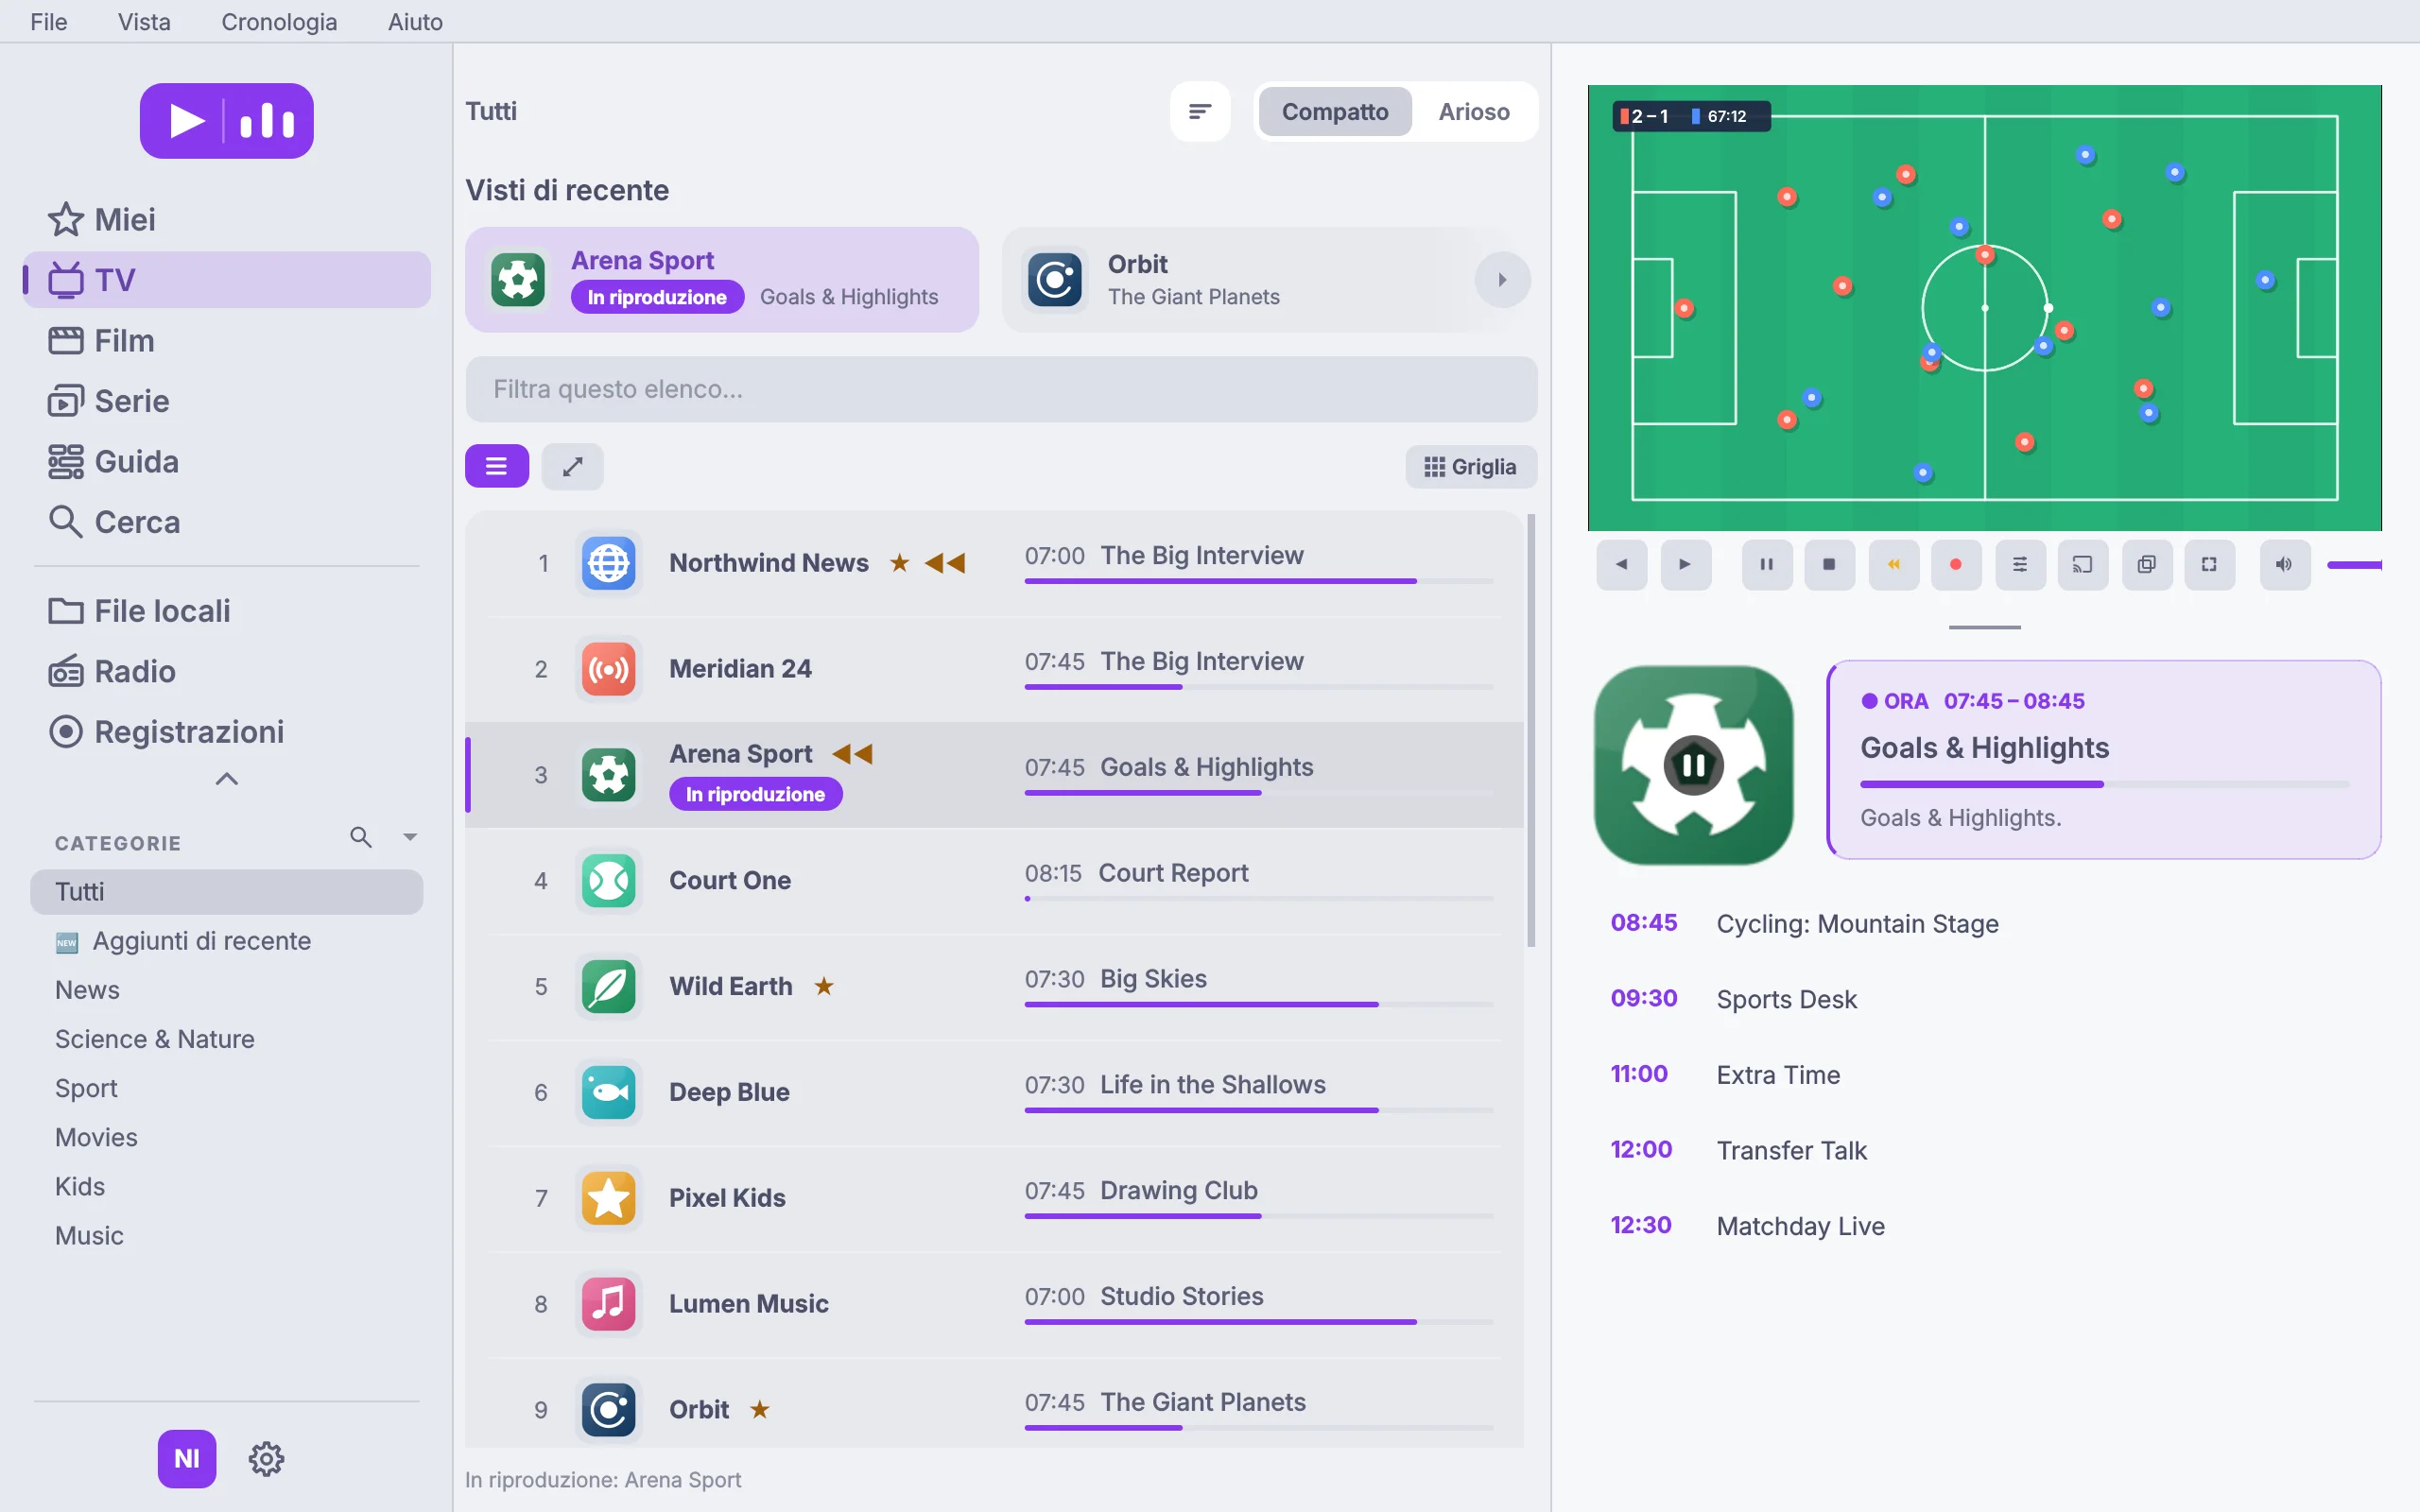 File Vista Cronologia Aiuto
Miei
TV
Film
Serie
Guida
Cerca
File locali
Radio
Registrazioni
CATEGORIE
Tutti
NEW Aggiunti di recente
News
Science & Nature
Sport
Movies
Kids
Music
NI
Tutti
Compatto Arioso
Visti di recente
Arena Sport
In riproduzione Goals & Highlights
Orbit
The Giant Planets
Filtra questo elenco...
Griglia
1 Northwind News 07:00 The Big Interview
2 Meridian 24 07:45 The Big Interview
3 Arena Sport 07:45 Goals & Highlights
In riproduzione
4 Court One 08:15 Court Report
5 Wild Earth 07:30 Big Skies
6 Deep Blue 07:30 Life in the Shallows
7 Pixel Kids 07:45 Drawing Club
8 Lumen Music 07:00 Studio Stories
9 Orbit 07:45 The Giant Planets
In riproduzione: Arena Sport
2 – 1 67:12
ORA 07:45 – 08:45
Goals & Highlights
Goals & Highlights.
08:45 Cycling: Mountain Stage
09:30 Sports Desk
11:00 Extra Time
12:00 Transfer Talk
12:30 Matchday Live